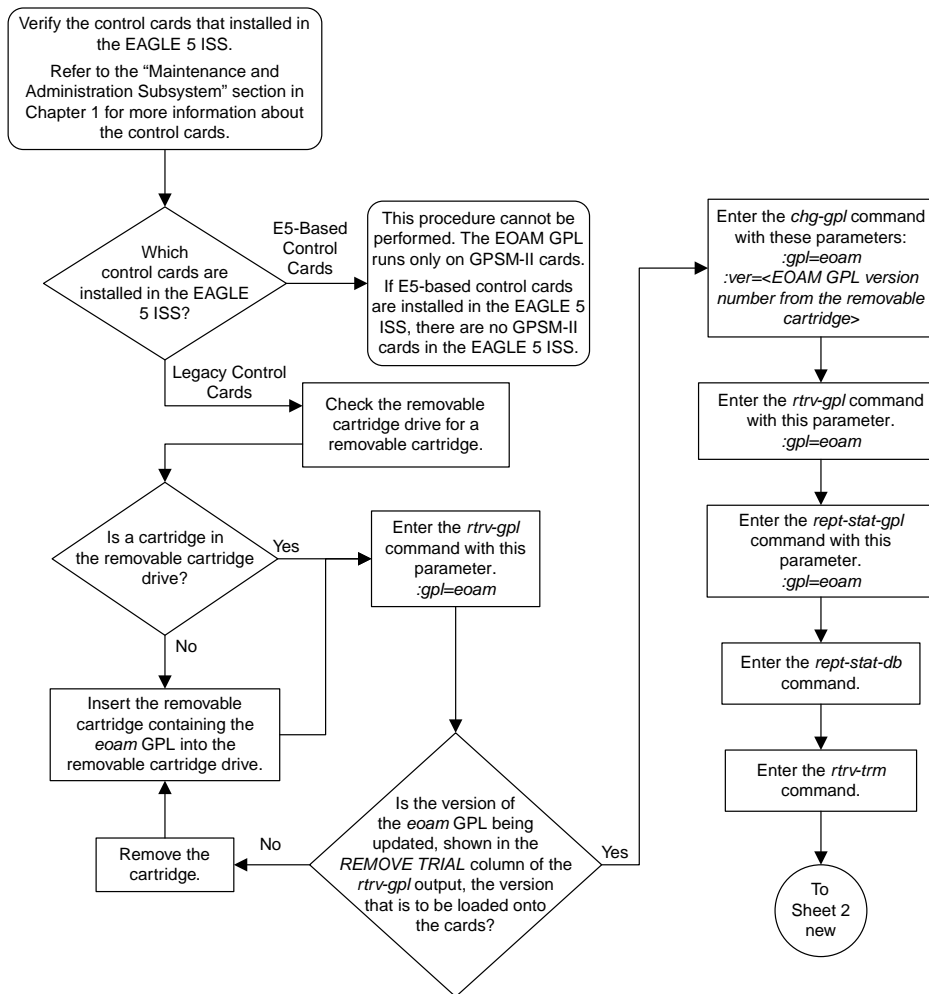 Verify the control cards that installed in
the EAGLE 5 ISS.
Refer to the “Maintenance and
Administration Subsystem” section in
Chapter 1 for more information about
the control cards.
Which
control cards are
installed in the EAGLE
5 ISS?
E5-Based
Control
Cards
This procedure cannot be
performed. The EOAM GPL
runs only on GPSM-II cards.
If E5-based control cards
are installed in the EAGLE 5
ISS, there are no GPSM-II
cards in the EAGLE 5 ISS.
Legacy Control
Cards
Check the removable
cartridge drive for a
removable cartridge.
Is a cartridge in
the removable cartridge
drive?
Yes
No
Insert the removable
cartridge containing the
eoam GPL into the
removable cartridge drive.
Enter the rtrv-gpl
command with this
parameter.
:gpl=eoam
Is the version of
the eoam GPL being
updated, shown in the
REMOVE TRIAL column of the
rtrv-gpl output, the version
that is to be loaded onto
the cards?
No
Remove the
cartridge.
Yes
Enter the chg-gpl command
with these parameters:
:gpl=eoam
:ver=<EOAM GPL version
number from the removable
cartridge>
Enter the rtrv-gpl command
with this parameter.
:gpl=eoam
Enter the rept-stat-gpl
command with this
parameter.
:gpl=eoam
Enter the rept-stat-db
command.
Enter the rtrv-trm
command.
To
Sheet 2
new